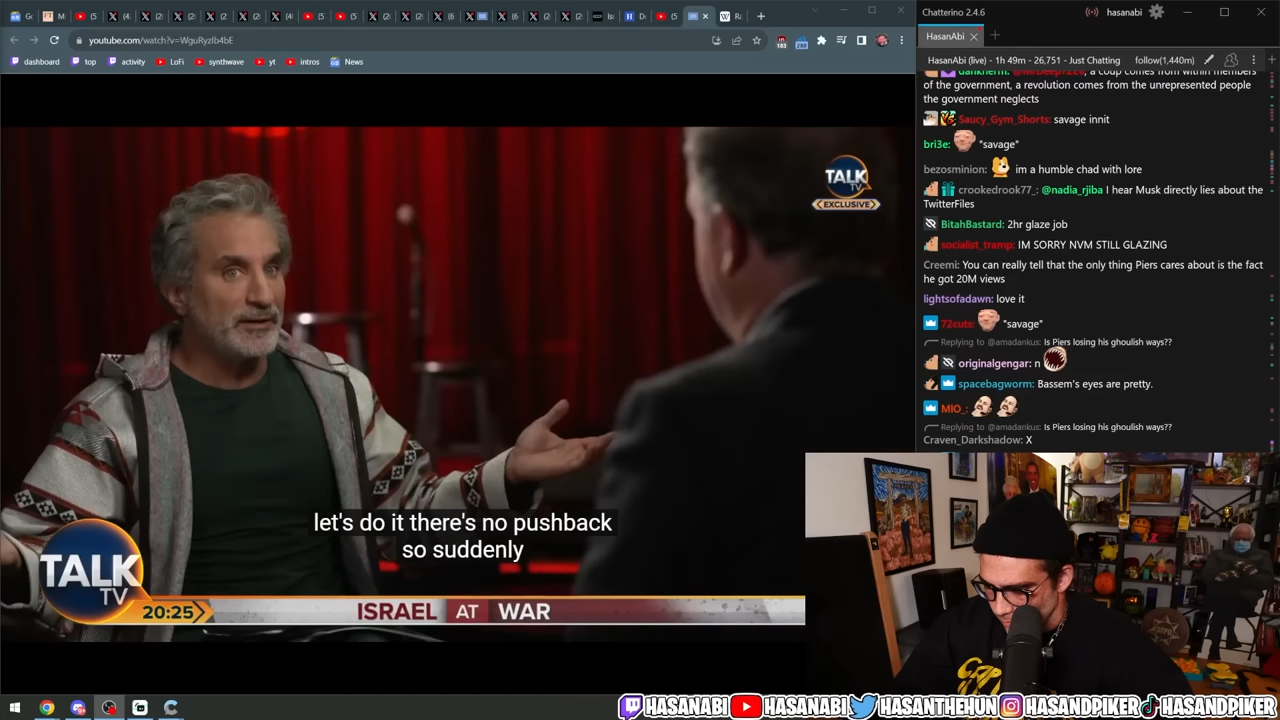 Chatterino 2.4.6
hasanabi
youtube.com/watch?v=WguRyzIb4bE
HasanAbi
dashboard
top
activity
LoFi
synthwave
yt
intros
News
HasanAbi (live) - 1h 49m - 26,751 - Just Chatting
follow(1,440m)
a coup comes from within members
of the government, a revolution comes from the unrepresented people
the government neglects
Saucy_Gym_Shorts: savage innit
bri3e: "savage"
bezosminion: im a humble chad with lore
crookedrook77_: @nadia_rjiba I hear Musk directly lies about the
TwitterFiles
BitahBastard: 2hr glaze job
socialist_tramp: IM SORRY NVM STILL GLAZING
Creemi: You can really tell that the only thing Piers cares about is the fact
he got 20M views
lightsofadawn: love it
72cuts: "savage"
Replying to @amadankus: Is Piers losing his ghoulish ways??
originalgengar: n
spacebagworm: Bassem's eyes are pretty.
MIO_:
Replying to @amadankus: Is Piers losing his ghoulish ways??
Craven_Darkshadow: X
TALK
TV
EXCLUSIVE
let's do it there's no pushback
so suddenly
TALK
TV
20:25
ISRAEL AT WAR
HASANABI
HASANABI
HASANTHEHUN
HASANDPIKER
HASANDPIKER